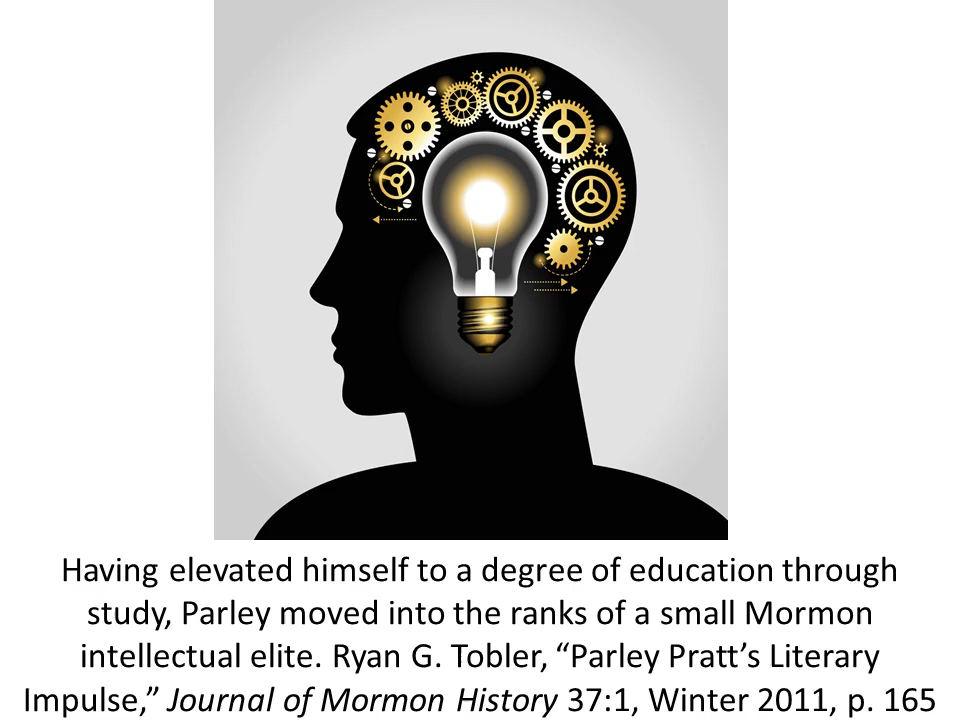 Having elevated himself to a degree of education through
study, Parley moved into the ranks of a small Mormon
intellectual elite. Ryan G. Tobler, “Parley Pratt’s Literary
Impulse,” Journal of Mormon History 37:1, Winter 2011, p. 165